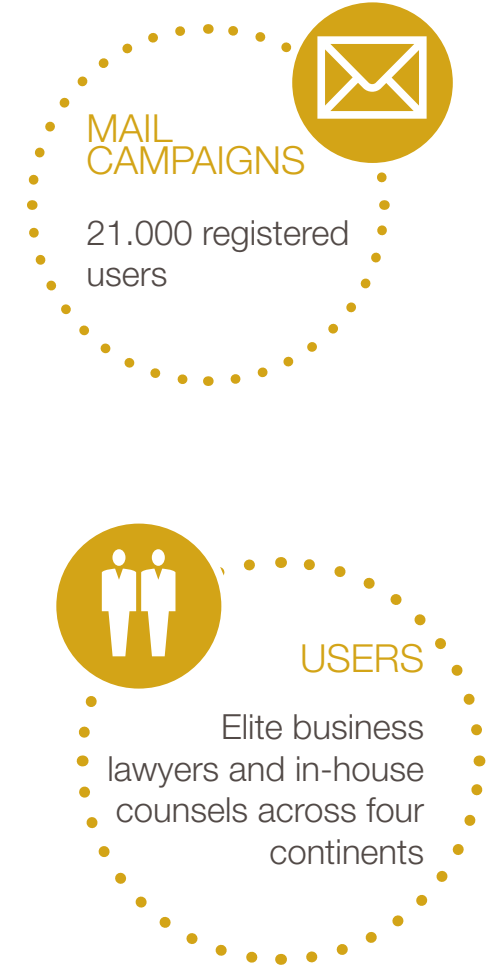 MAIL
CAMPAIGNS
21.000 registered
users
USERS
Elite business
lawyers and in-house
counsels across four
continents